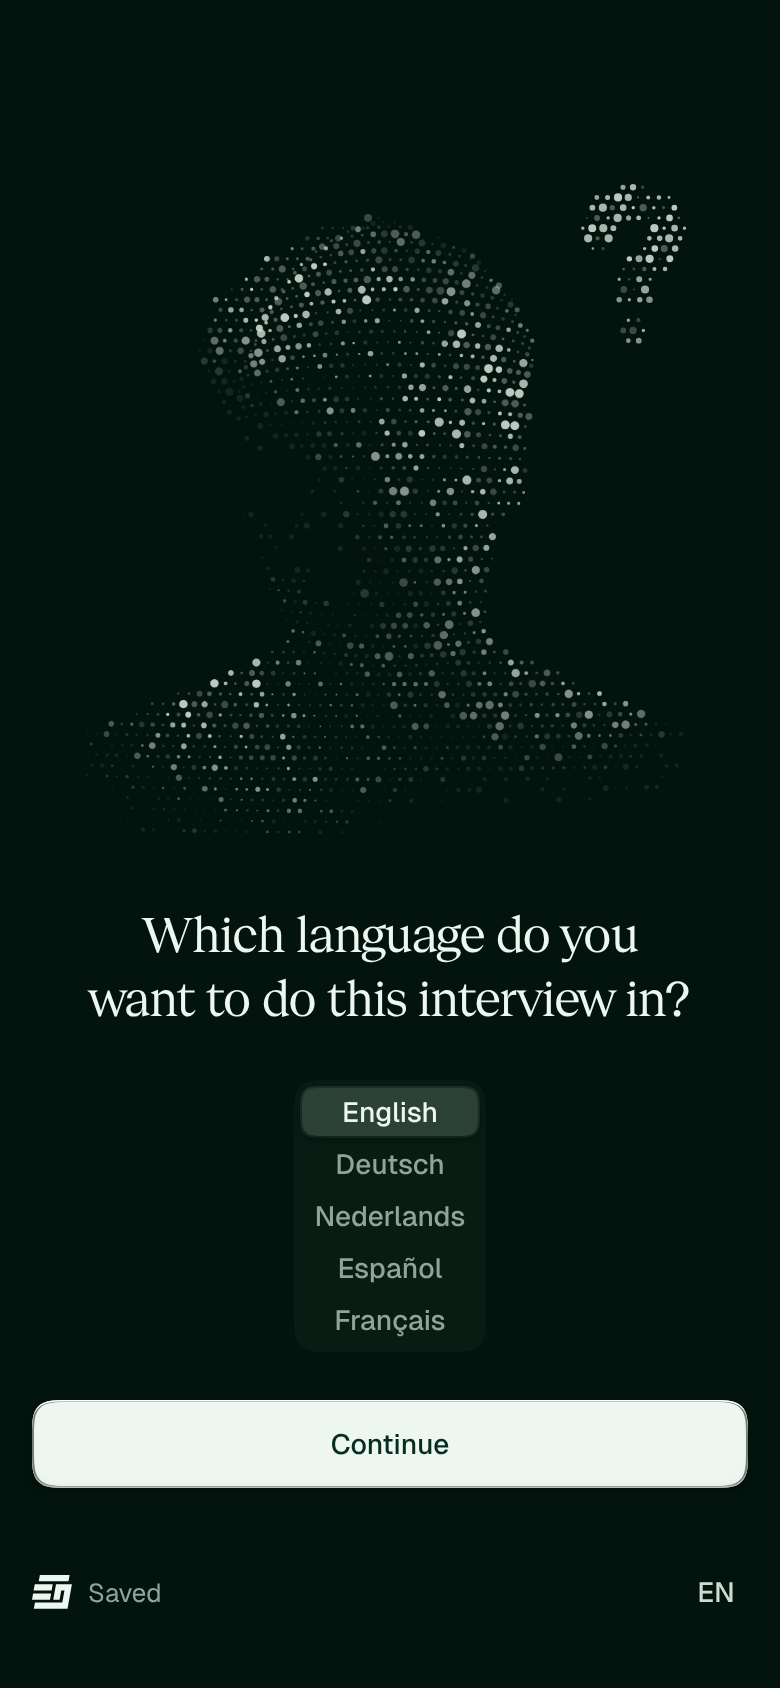 ?
Which language do you
want to do this interview in?
English
Deutsch
Nederlands
Español
Français
Continue
Saved
EN